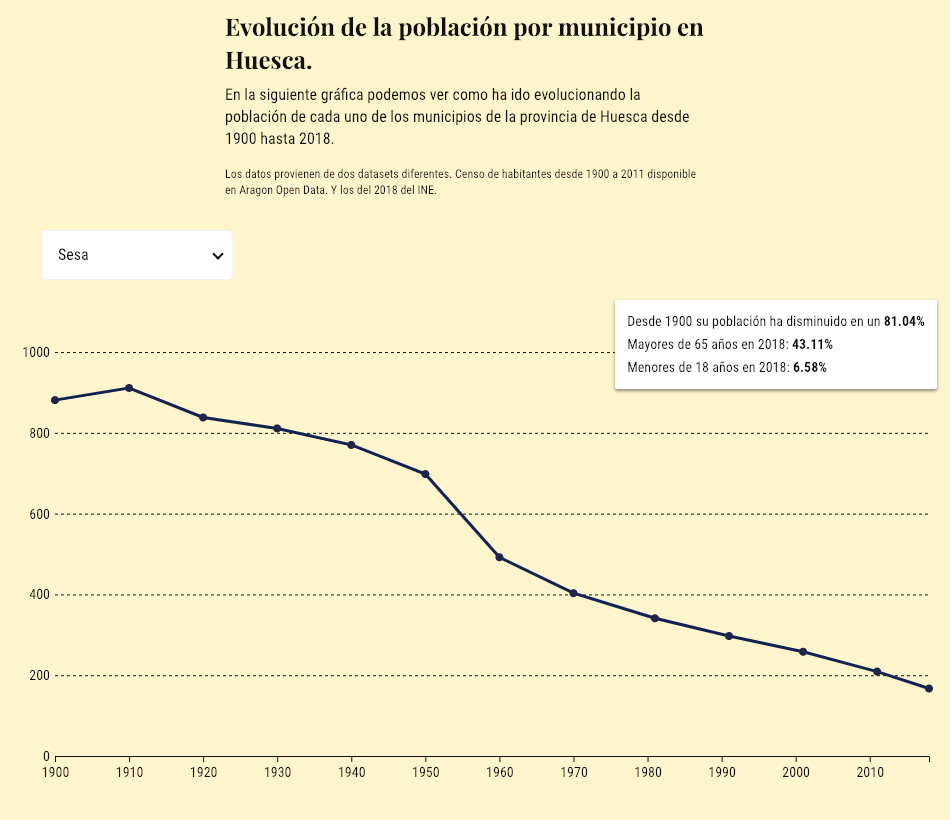 Evolución de la población por municipio en
Huesca.
En la siguiente gráfica podemos ver como ha ido evolucionando la
población de cada uno de los municipios de la provincia de Huesca desde
1900 hasta 2018.
Los datos provienen de dos datasets diferentes. Censo de habitantes desde 1900 a 2011 disponible
en Aragon Open Data. Y los del 2018 del INE.
Sesa
Desde 1900 su población ha disminuido en un 81.04%
Mayores de 65 años en 2018: 43.11%
Menores de 18 años en 2018: 6.58%
1000
800
600
400
200
0
1900 1910 1920 1930 1940 1950 1960 1970 1980 1990 2000 2010